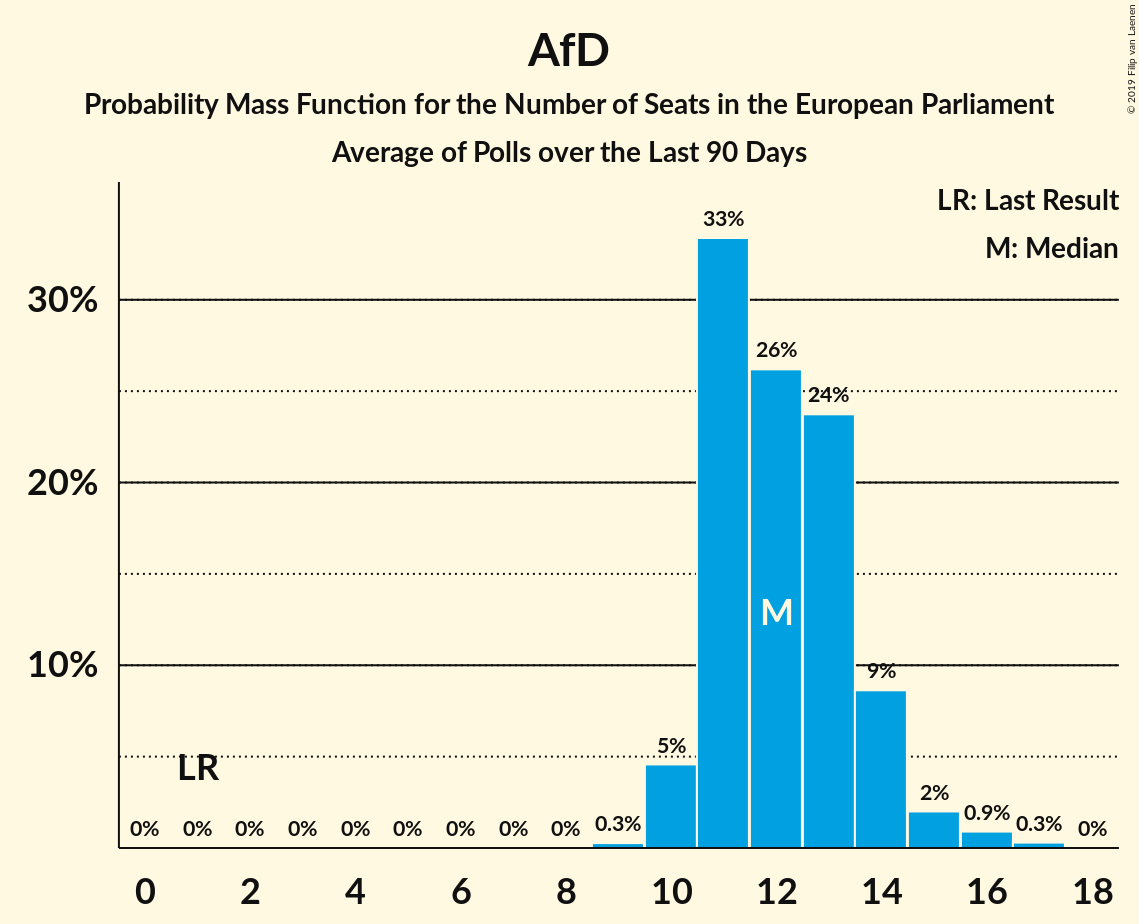 AfD
Probability Mass Function for the Number of Seats in the European Parliament
Average of Polls over the Last 90 Days
© 2019 Filip van Laenen
LR: Last Result
M: Median
33%
30%
26%
24%
20%
M
10%
9%
5%
LR
2%
0% 0% 0% 0% 0% 0% 0% 0% 0% 0.3% 0.9% 0.3% 0%
0 2 4 6 8 10 12 14 16 18